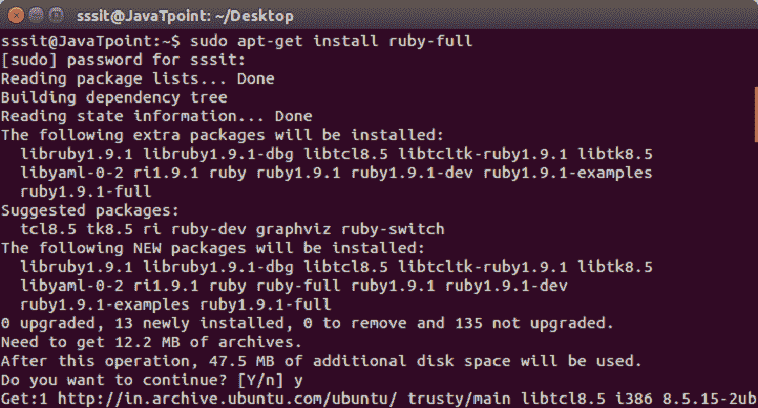 sssit@JavaTpoint: ~/Desktop
sssit@JavaTpoint:~$ sudo apt-get install ruby-full
[sudo] password for sssit:
Reading package lists... Done
Building dependency tree
Reading state information... Done
The following extra packages will be installed:
  libruby1.9.1 libruby1.9.1-dbg libtcl8.5 libtcltk-ruby1.9.1 libtk8.5
  libyaml-0-2 ri1.9.1 ruby ruby1.9.1 ruby1.9.1-dev ruby1.9.1-examples
  ruby1.9.1-full
Suggested packages:
  tcl8.5 tk8.5 ri ruby-dev graphviz ruby-switch
The following NEW packages will be installed:
  libruby1.9.1 libruby1.9.1-dbg libtcl8.5 libtcltk-ruby1.9.1 libtk8.5
  libyaml-0-2 ri1.9.1 ruby ruby-full ruby1.9.1 ruby1.9.1-dev
  ruby1.9.1-examples ruby1.9.1-full
0 upgraded, 13 newly installed, 0 to remove and 135 not upgraded.
Need to get 12.2 MB of archives.
After this operation, 47.5 MB of additional disk space will be used.
Do you want to continue? [Y/n] y
Get:1 http://in.archive.ubuntu.com/ubuntu/ trusty/main libtcl8.5 i386 8.5.15-2ub